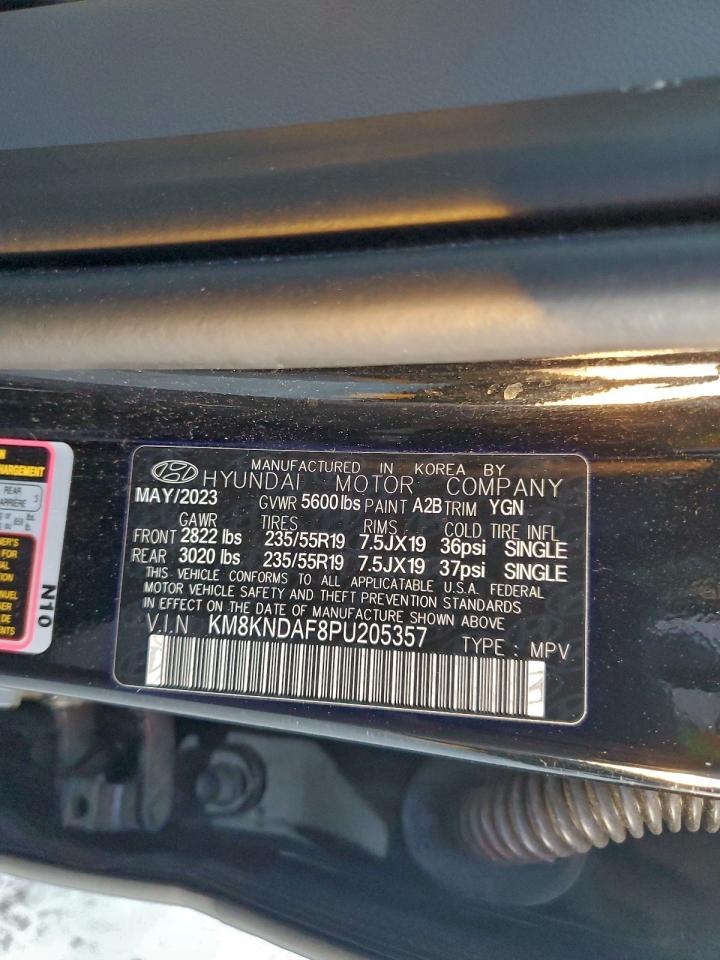 MANUFACTURED IN KOREA BY
HYUNDAI MOTOR COMPANY
MAY/2023 GVWR 5600lbs PAINT A2B TRIM YGN
GAWR TIRES RIMS COLD TIRE INFL
FRONT 2822 lbs 235/55R19 7.5JX19 36psi SINGLE
REAR 3020 lbs 235/55R19 7.5JX19 37psi SINGLE
THIS VEHICLE CONFORMS TO ALL APPLICATABLE U.S.A. FEDERAL
MOTOR VEHICLE SAFETY AND THEFT PREVENTION STANDARDS
IN EFFECT ON THE DATE OF MANUFACTURE SHOWN ABOVE
V.I.N KM8KNDAF8PU205357 TYPE : MPV
REAR
N10